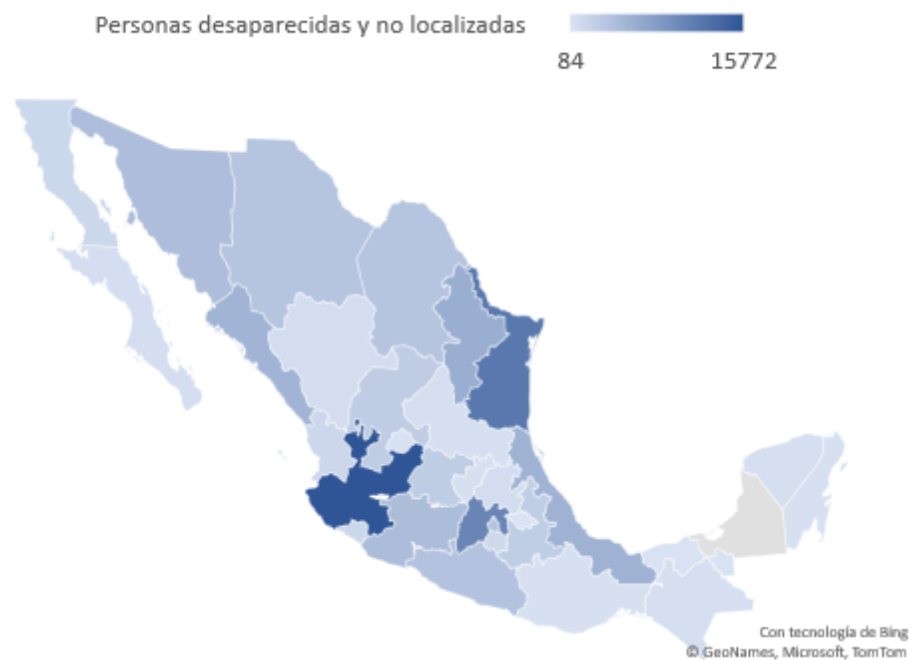 Personas desaparecidas y no localizadas
84 15772
Con tecnología de Bing
© GeoNames, Microsoft, TomTom